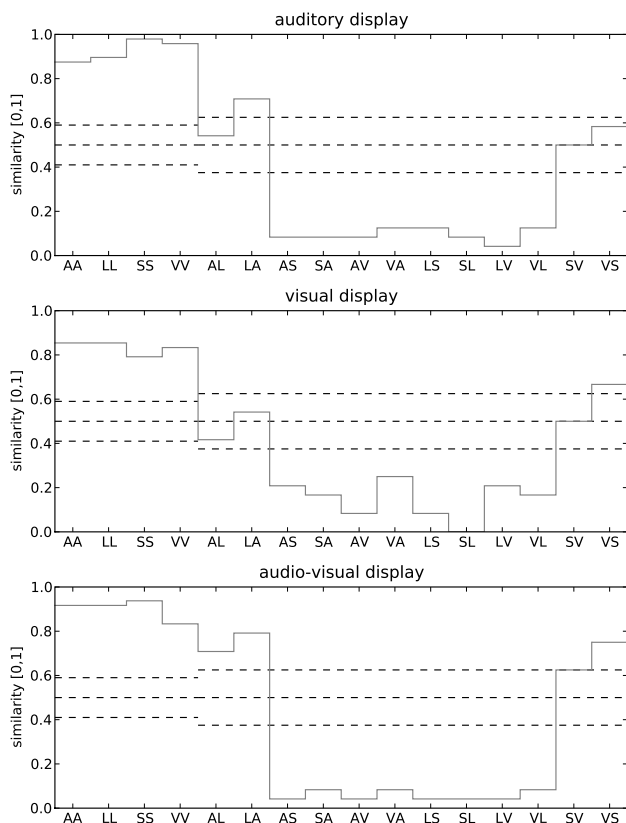 auditory display
1.0
0.8
0.6
0.4
0.2
0.0
similarity [0,1]
AA LL SS VV AL LA AS SA AV VA LS SL LV VL SV VS
visual display
1.0
0.8
0.6
0.4
0.2
0.0
similarity [0,1]
AA LL SS VV AL LA AS SA AV VA LS SL LV VL SV VS
audio-visual display
1.0
0.8
0.6
0.4
0.2
0.0
similarity [0,1]
AA LL SS VV AL LA AS SA AV VA LS SL LV VL SV VS